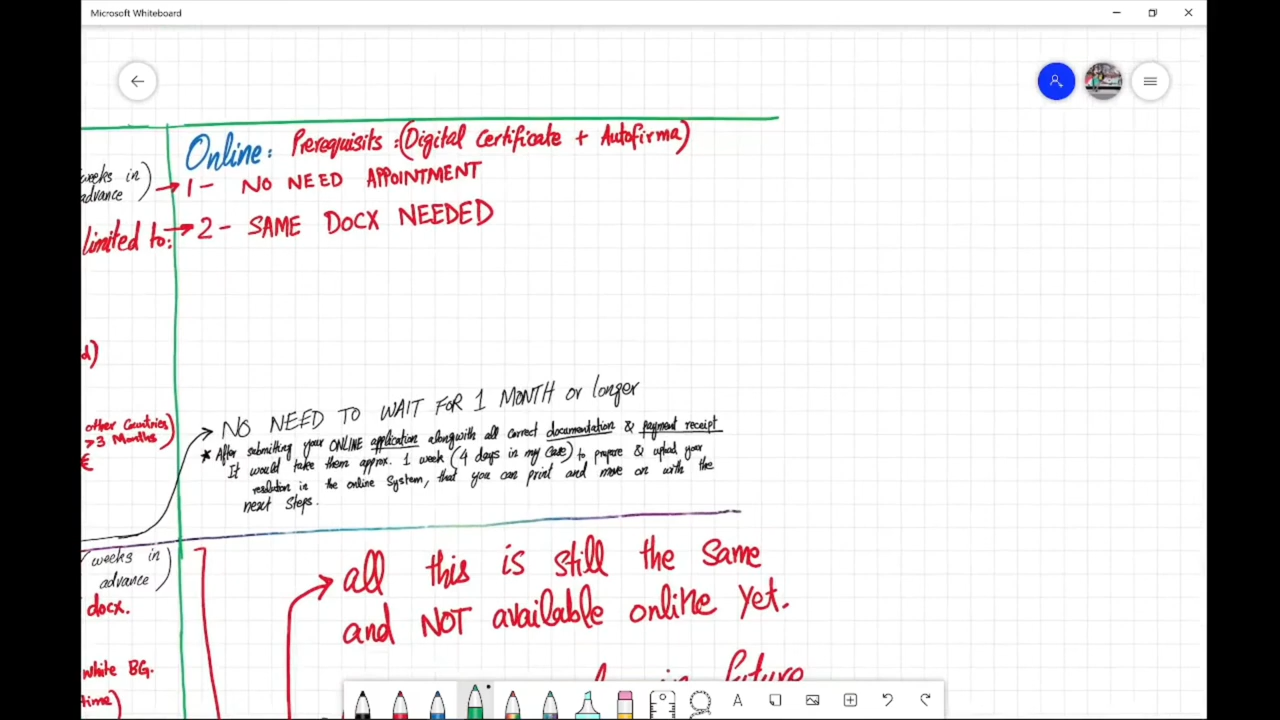 Microsoft Whiteboard
Online: Prerequisits :(Digital Certificate + Autofirma)
weeks in
advance)
1 - NO NEED APPOINTMENT
limited to:
2 - SAME DOCX NEEDED
d)
other Countries)
>3 Months
€
NO NEED TO WAIT FOR 1 MONTH or longer
* After submitting your ONLINE application alongwith all correct documentation & payment receipt
It would take them approx. 1 week (4 days in my case) to prepare & upload your
resolution in the online System, that you can print and move on with the
next Steps.
weeks in
advance)
docx.
all this is still the same
and NOT available online yet.
white BG.
in future
time)
A